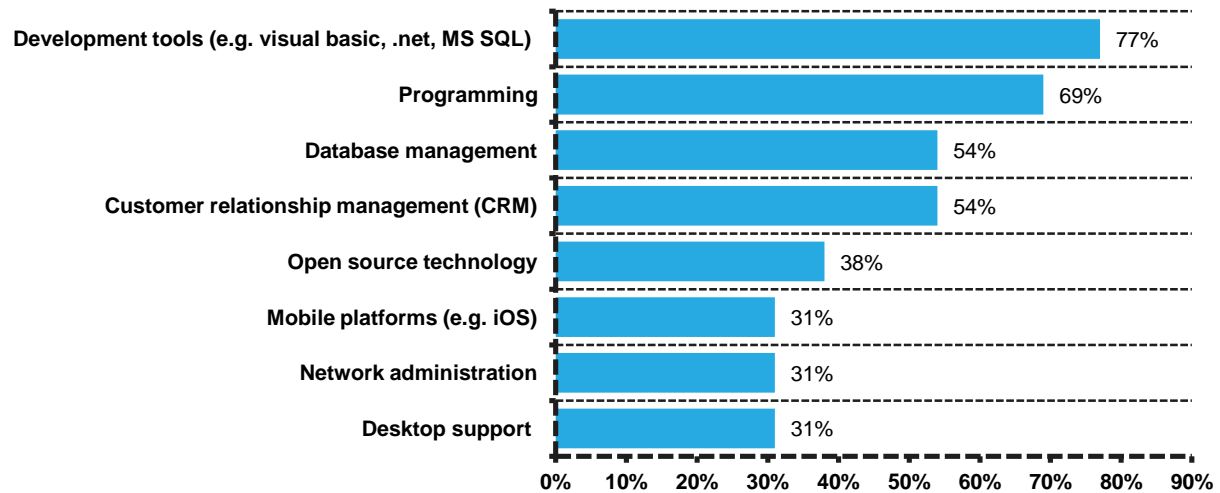 Development tools (e.g. visual basic, .net, MS SQL) 77%
Programming 69%
Database management 54%
Customer relationship management (CRM) 54%
Open source technology 38%
Mobile platforms (e.g. iOS) 31%
Network administration 31%
Desktop support 31%
0% 10% 20% 30% 40% 50% 60% 70% 80% 90%